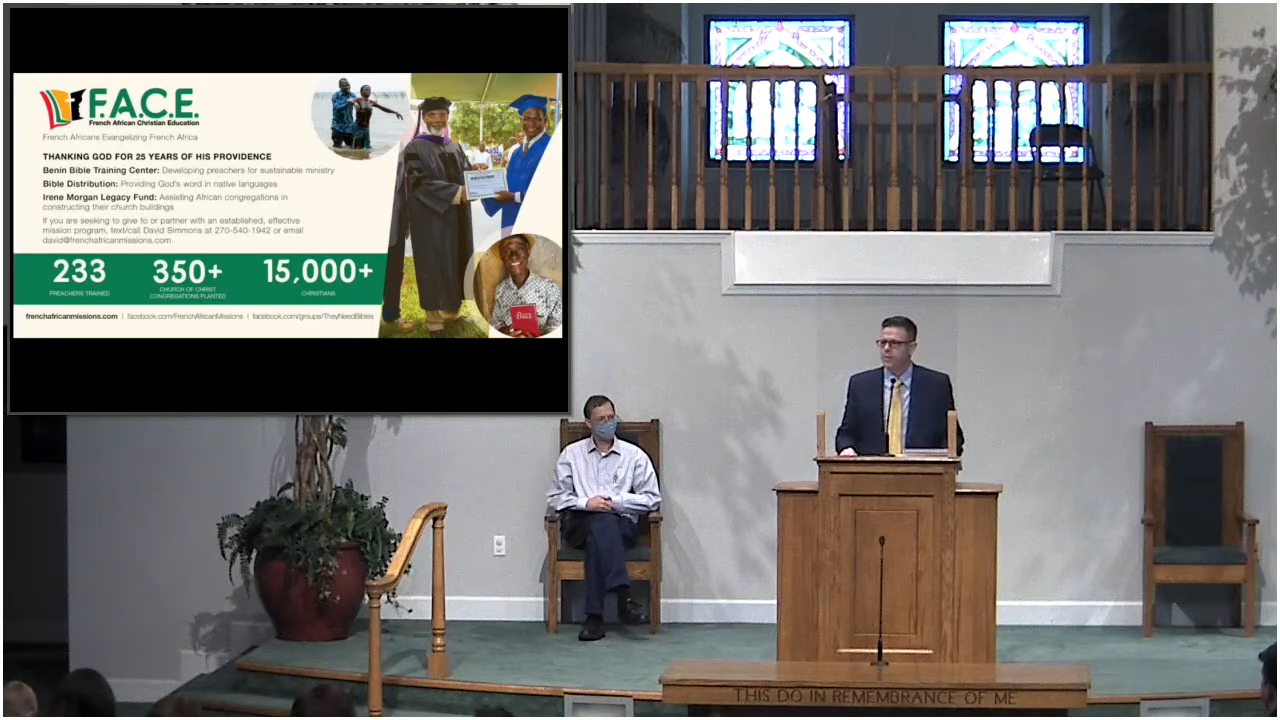 F.A.C.E.
French African Christian Education
French Africans Evangelizing French Africa
THANKING GOD FOR 25 YEARS OF HIS PROVIDENCE
Benin Bible Training Center: Developing preachers for sustainable ministry
Bible Distribution: Providing God's word in native languages
Irene Morgan Legacy Fund: Assisting African congregations in
constructing their church buildings
If you are seeking to give to or partner with an established, effective
mission program, text/call David Simmons at 270-540-1942 or email
david@frenchafricanmissions.com.
233
PREACHERS TRAINED
350+
CHURCH OF CHRIST
CONGREGATIONS PLANTED
15,000+
CHRISTIANS
frenchafricanmissions.com | facebook.com/FrenchAfricanMissions | facebook.com/groups/TheyNeedBibles
THIS DO IN REMEMBRANCE OF ME